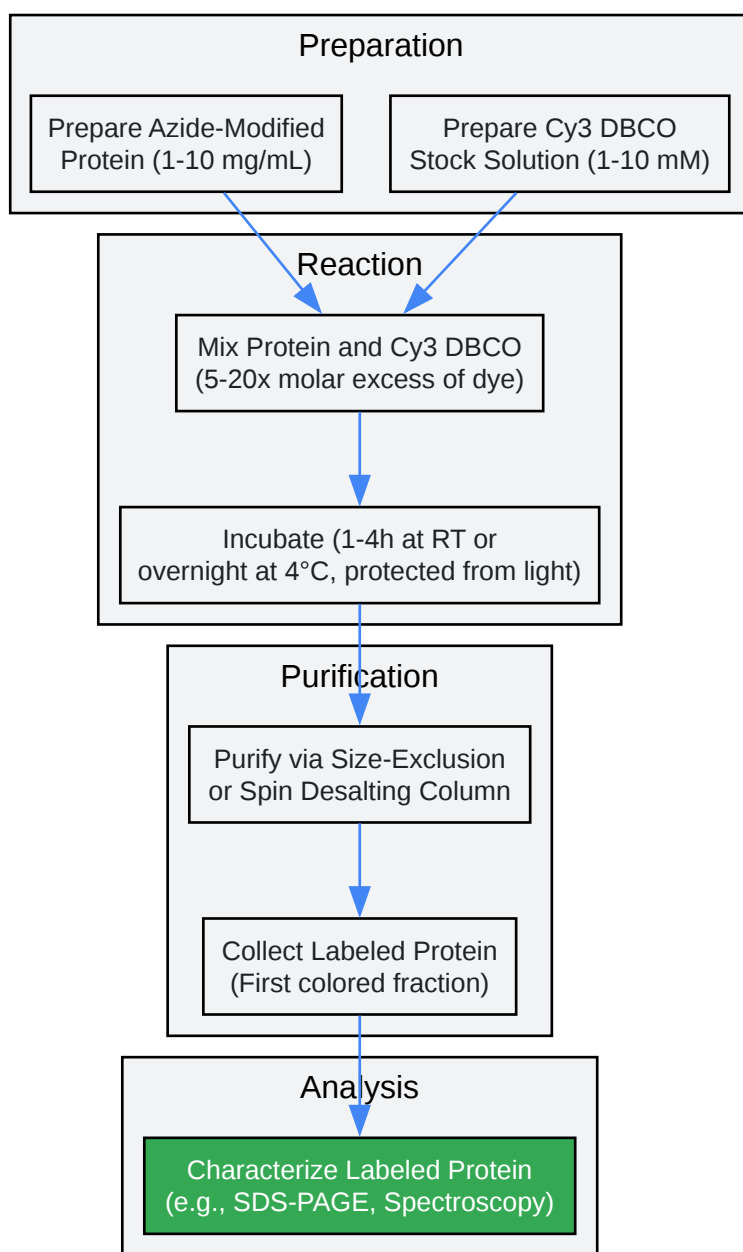 Preparation
Prepare Azide-Modified
Protein (1-10 mg/mL)
Prepare Cy3 DBCO
Stock Solution (1-10 mM)
Reaction
Mix Protein and Cy3 DBCO
(5-20x molar excess of dye)
Incubate (1-4h at RT or
overnight at 4°C, protected from light)
Purification
Purify via Size-Exclusion
or Spin Desalting Column
Collect Labeled Protein
(First colored fraction)
Analysis
Characterize Labeled Protein
(e.g., SDS-PAGE, Spectroscopy)